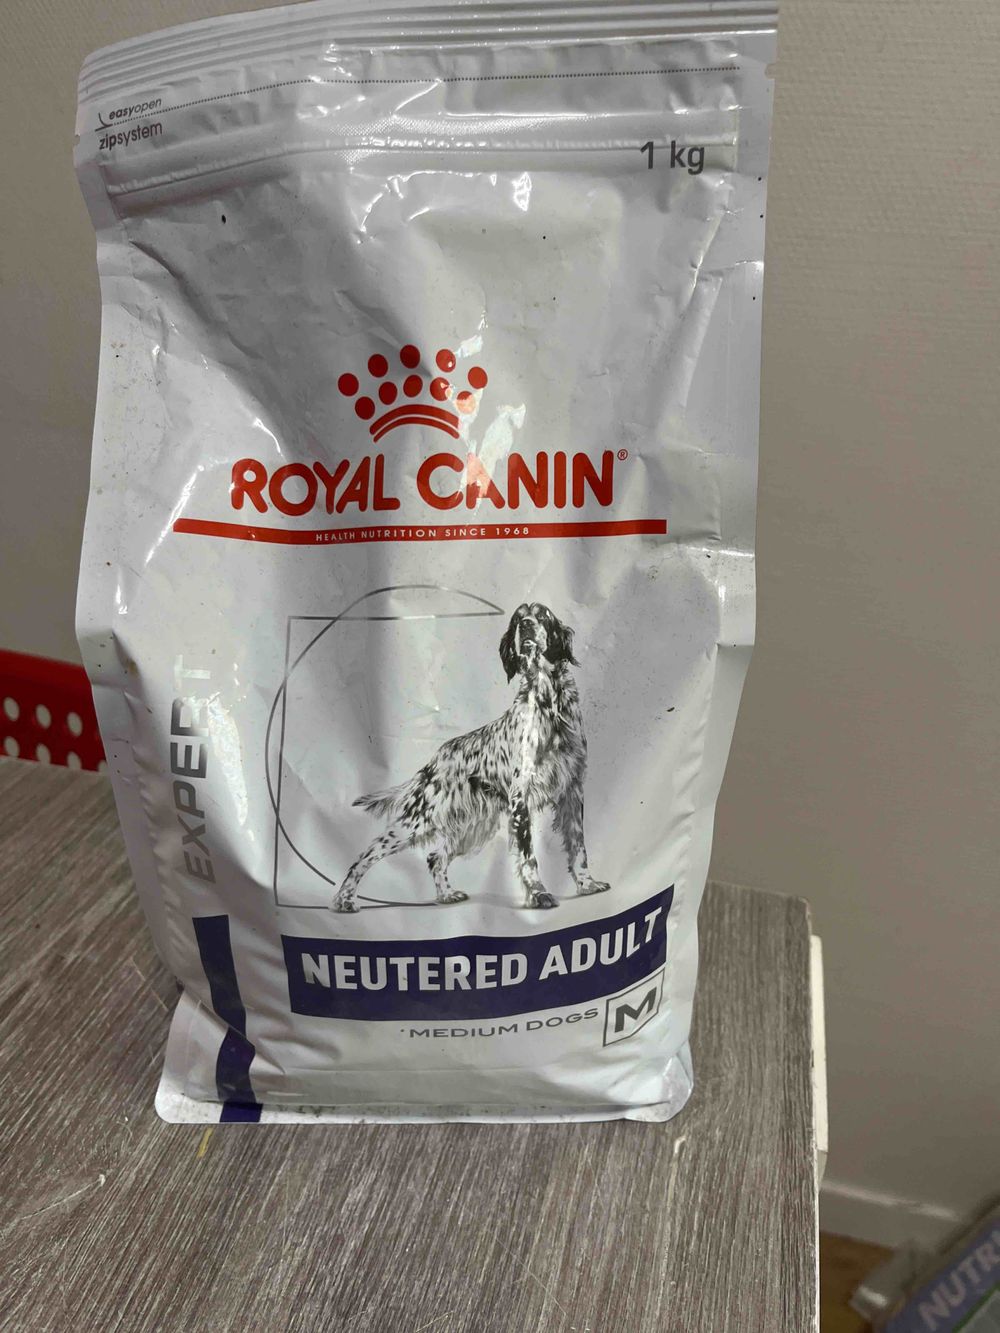 easyopen
zipsystem
1 kg
ROYAL CANIN®
HEALTH NUTRITION SINCE 1968
EXPERT
NEUTERED ADULT
*MEDIUM DOGS M